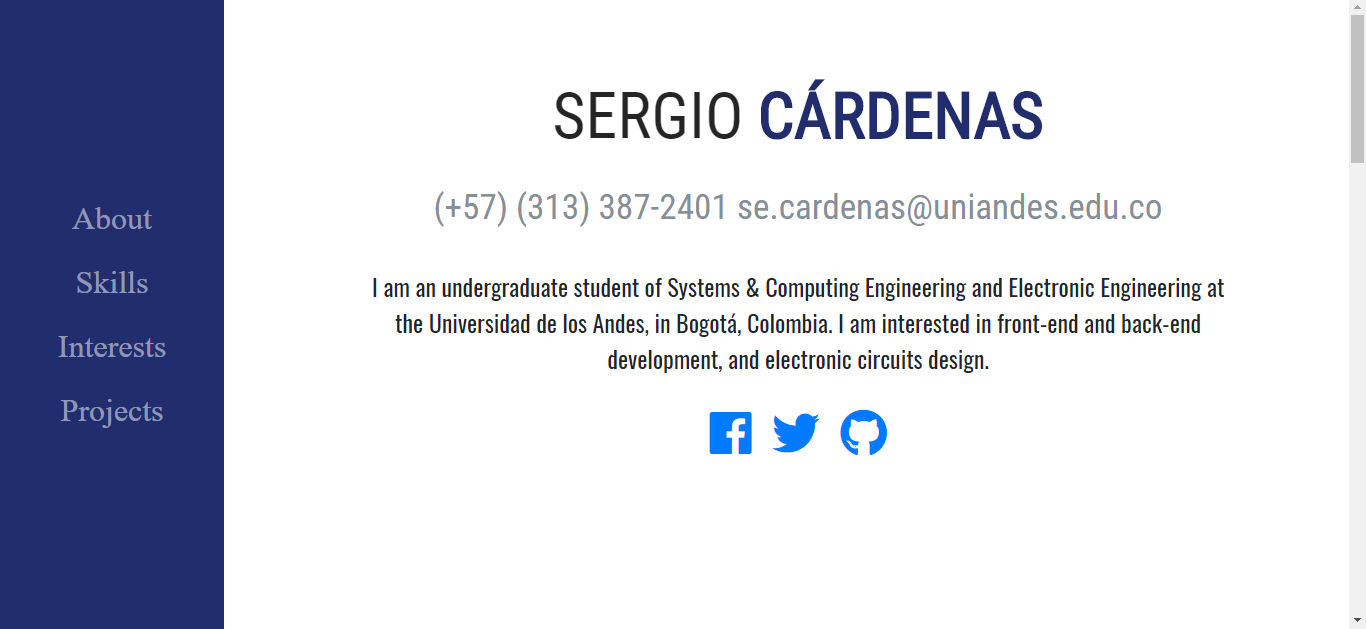 About
Skills
Interests
Projects
SERGIO CÁRDENAS
(+57) (313) 387-2401 se.cardenas@uniandes.edu.co
I am an undergraduate student of Systems & Computing Engineering and Electronic Engineering at
the Universidad de los Andes, in Bogotá, Colombia. I am interested in front-end and back-end
development, and electronic circuits design.